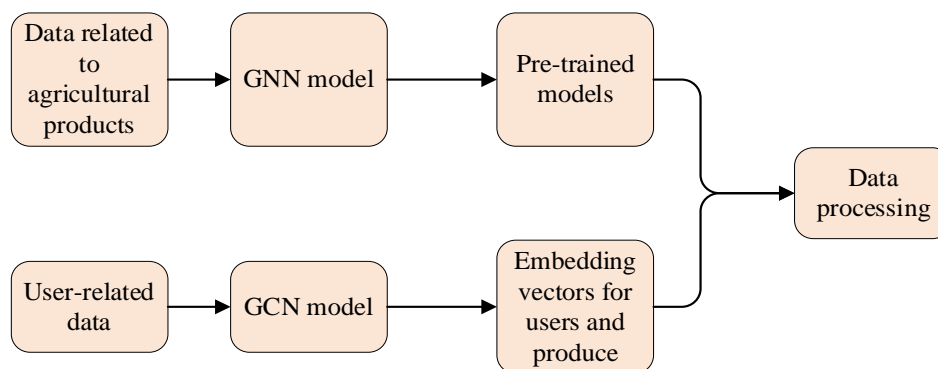 Data related
to
agricultural
products
GNN model
Pre-trained
models
Data
processing
User-related
data
GCN model
Embedding
vectors for
users and
produce